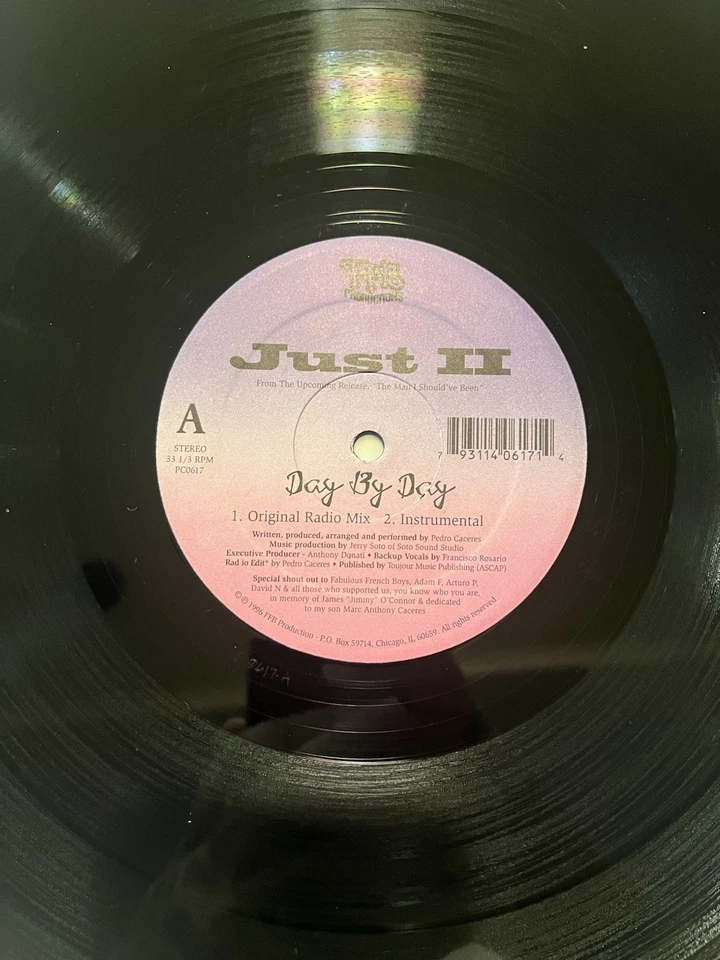 PRODUCTIONS
Just II
From The Upcoming Release, "The Man I Should've Been"
A
STEREO
33 1/3 RPM
PC0617
7 93114 06171 4
Day By Day
1. Original Radio Mix 2. Instrumental
Written, produced, arranged and performed by Pedro Caceres
Music production by Jerry Soto of Soto Sound Studio
Executive Producer - Anthony Donati • Backup Vocals by Francisco Rosario
Rad io Edit* by Pedro Caceres • Published by Toujour Music Publishing (ASCAP)
Special shout out to Fabulous French Boys, Adam F, Arturo P,
David N & all those who supported us, you know who you are,
in memory of James "Jimmy" O'Connor & dedicated
to my son Marc Anthony Caceres
©℗ 1996 FFB Production · P.O. Box 59714, Chicago, IL 60659. All rights reserved